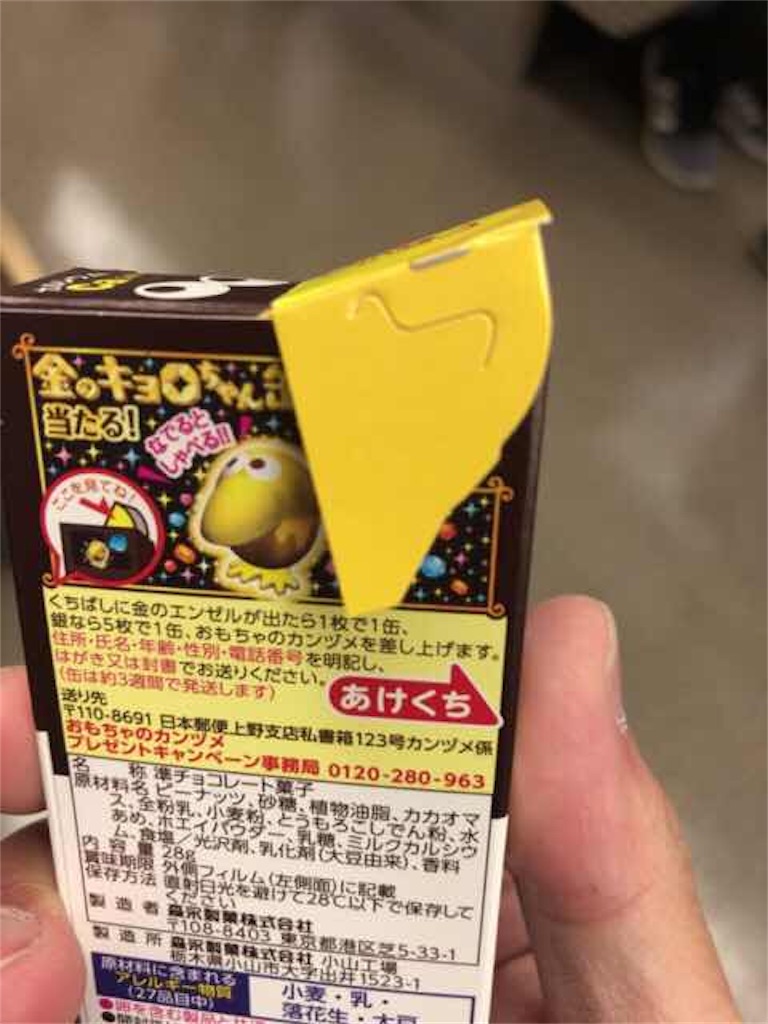 金のキョロちゃん缶
当たる!
なでると
しゃべる!!
ここを見てね!
くちばしに金のエンゼルが出たら1枚で1缶、
銀なら5枚で1缶、おもちゃのカンヅメを差し上げます。
住所・氏名・年齢・性別・電話番号を明記し、
はがき又は封書でお送りください。
(缶は約3週間で発送します)
あけくち
送り先
〒110-8691 日本郵便上野支店私書箱123号カンヅメ係
おもちゃのカンヅメ
プレゼントキャンペーン事務局 0120-280-963
名 称 準チョコレート菓子
原材料名 ピーナッツ、砂糖、植物油脂、カカオマ
ス、全粉乳、小麦粉、とうもろこしでん粉、水
あめ、ホエイパウダー、乳糖、ミルクカルシウ
ム、食塩/光沢剤、乳化剤(大豆由来)、香料
内 容 量 28g
賞味期限 外側フィルム(左側面)に記載
保存方法 直射日光を避けて28℃以下で保存して
ください
製 造 者 森永製菓株式会社
〒108-8403 東京都港区芝5-33-1
製 造 所 森永製菓株式会社 小山工場
栃木県小山市大字出井1523-1
原材料に含まれる
アレルギー物質
(27品目中)
小麦・乳・
落花生・大豆
●卵を含む製品と共通